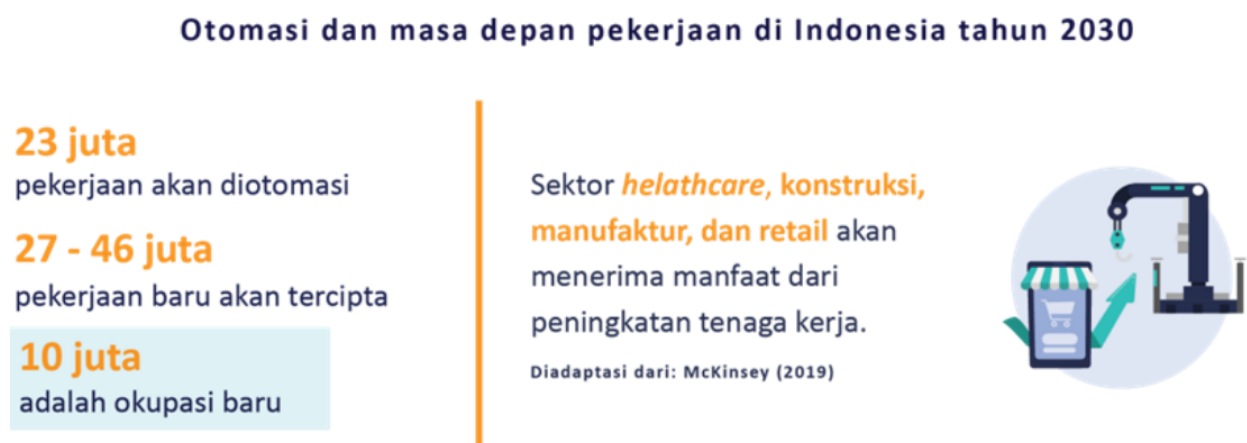 Otomasi dan masa depan pekerjaan di Indonesia tahun 2030
23 juta
pekerjaan akan diotomasi
27 - 46 juta
pekerjaan baru akan tercipta
10 juta
adalah okupasi baru
Sektor helathcare, konstruksi,
manufaktur, dan retail akan
menerima manfaat dari
peningkatan tenaga kerja.
Diadaptasi dari: McKinsey (2019)